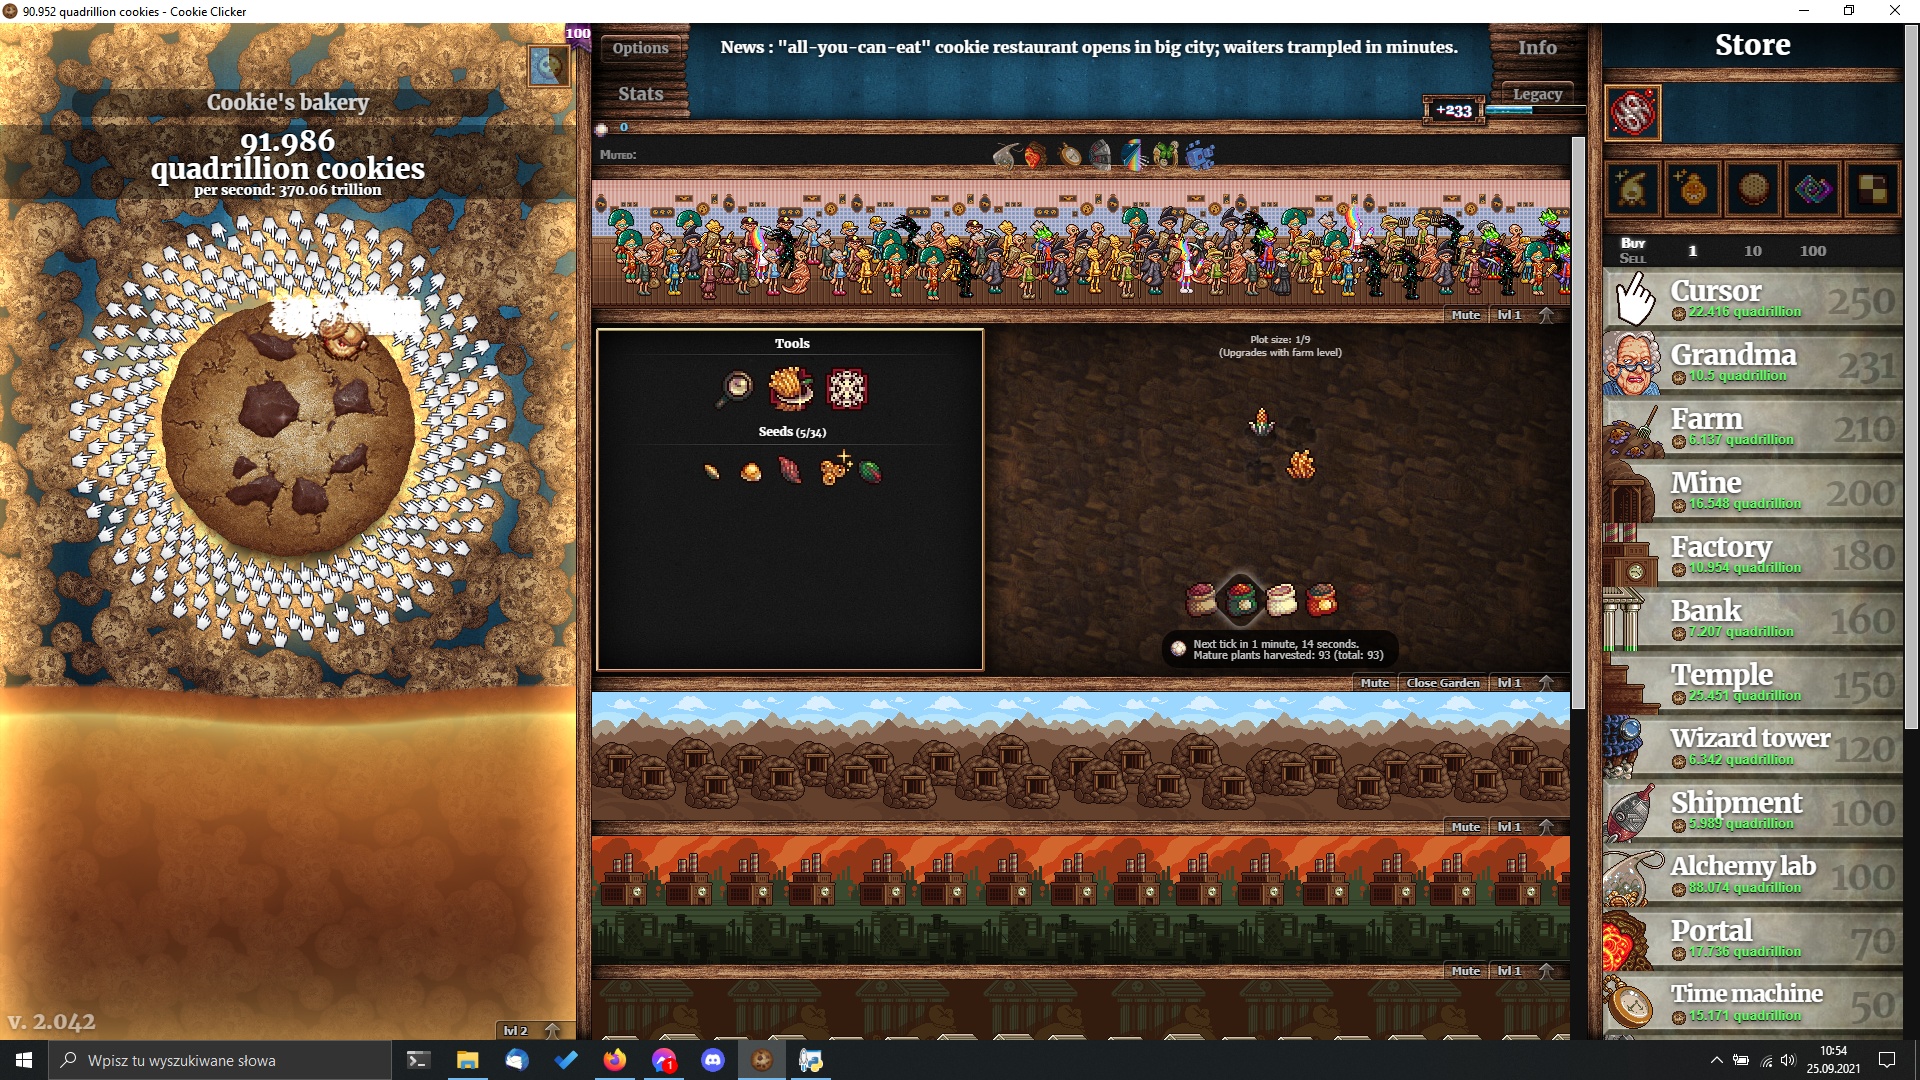 90.952 quadrillion cookies - Cookie Clicker
100
Options
News : "all-you-can-eat" cookie restaurant opens in big city; waiters trampled in minutes.
Info
Stats
Legacy
+233
Cookie's bakery
91.986
quadrillion cookies
per second: 370.06 trillion
0
Muted:
Mute
lvl 1
Tools
Seeds (5/34)
Plot size: 1/9
(Upgrades with farm level)
Next tick in 1 minute, 14 seconds.
Mature plants harvested: 93 (total: 93)
Mute
Close Garden
lvl 1
Mute
lvl 1
Mute
lvl 1
v. 2.042
lvl 2
Store
Buy
Sell
1
10
100
Cursor
22.416 quadrillion
250
Grandma
10.5 quadrillion
231
Farm
6.137 quadrillion
210
Mine
16.548 quadrillion
200
Factory
10.954 quadrillion
180
Bank
7.207 quadrillion
160
Temple
25.451 quadrillion
150
Wizard tower
6.342 quadrillion
120
Shipment
5.989 quadrillion
100
Alchemy lab
88.074 quadrillion
100
Portal
17.736 quadrillion
70
Time machine
15.171 quadrillion
50
Wpisz tu wyszukiwane słowa
1
10:54
25.09.2021